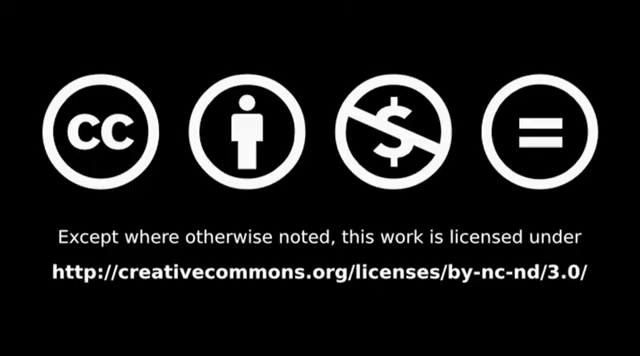 cc
$
=
Except where otherwise noted, this work is licensed under
http://creativecommons.org/licenses/by-nc-nd/3.0/